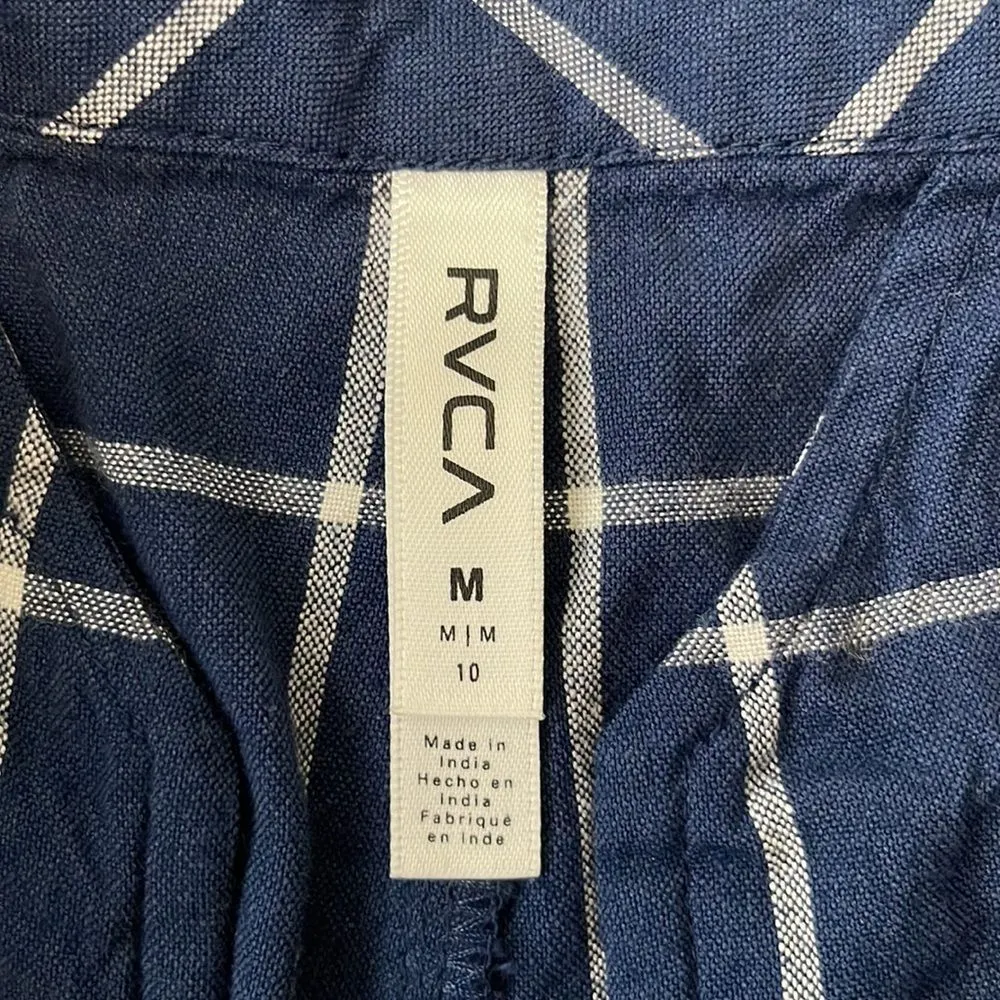 RVCA
M
M|M
10
Made in
India
Hecho en
India
Fabriqué
en Inde